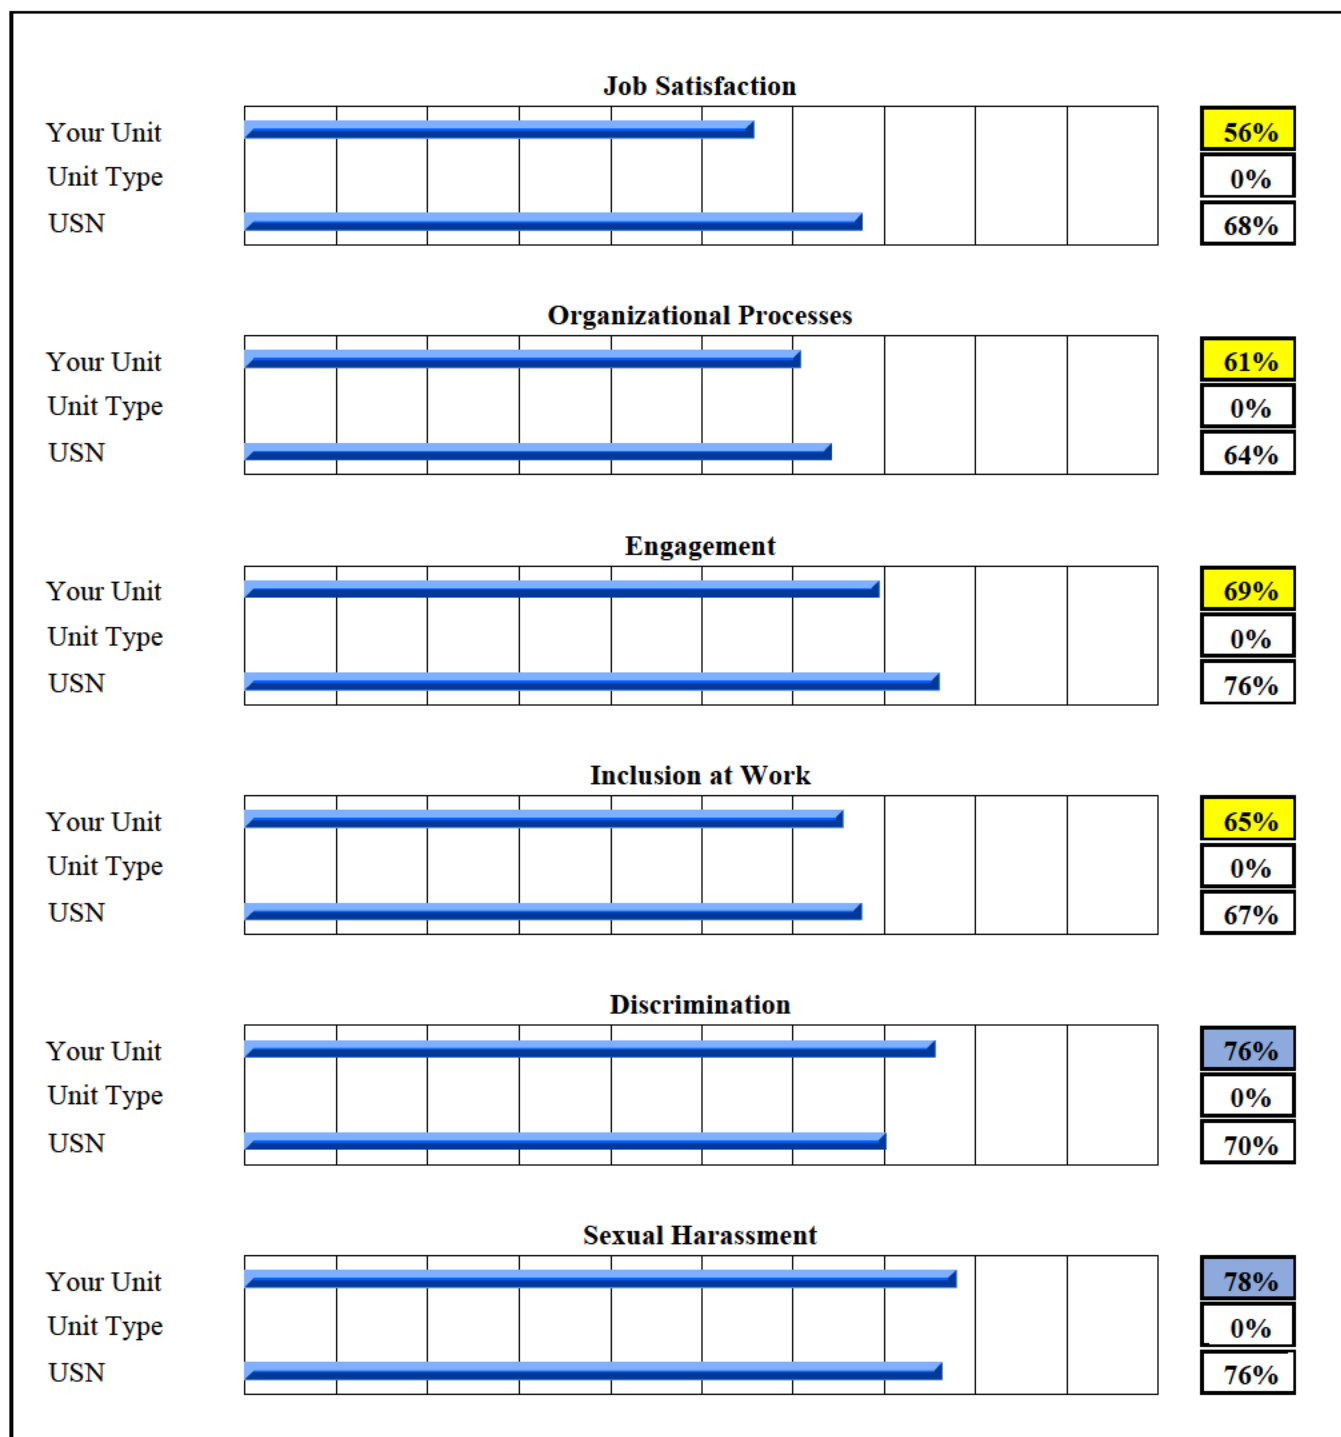 Job Satisfaction
Your Unit 56%
Unit Type 0%
USN 68%
Organizational Processes
Your Unit 61%
Unit Type 0%
USN 64%
Engagement
Your Unit 69%
Unit Type 0%
USN 76%
Inclusion at Work
Your Unit 65%
Unit Type 0%
USN 67%
Discrimination
Your Unit 76%
Unit Type 0%
USN 70%
Sexual Harassment
Your Unit 78%
Unit Type 0%
USN 76%